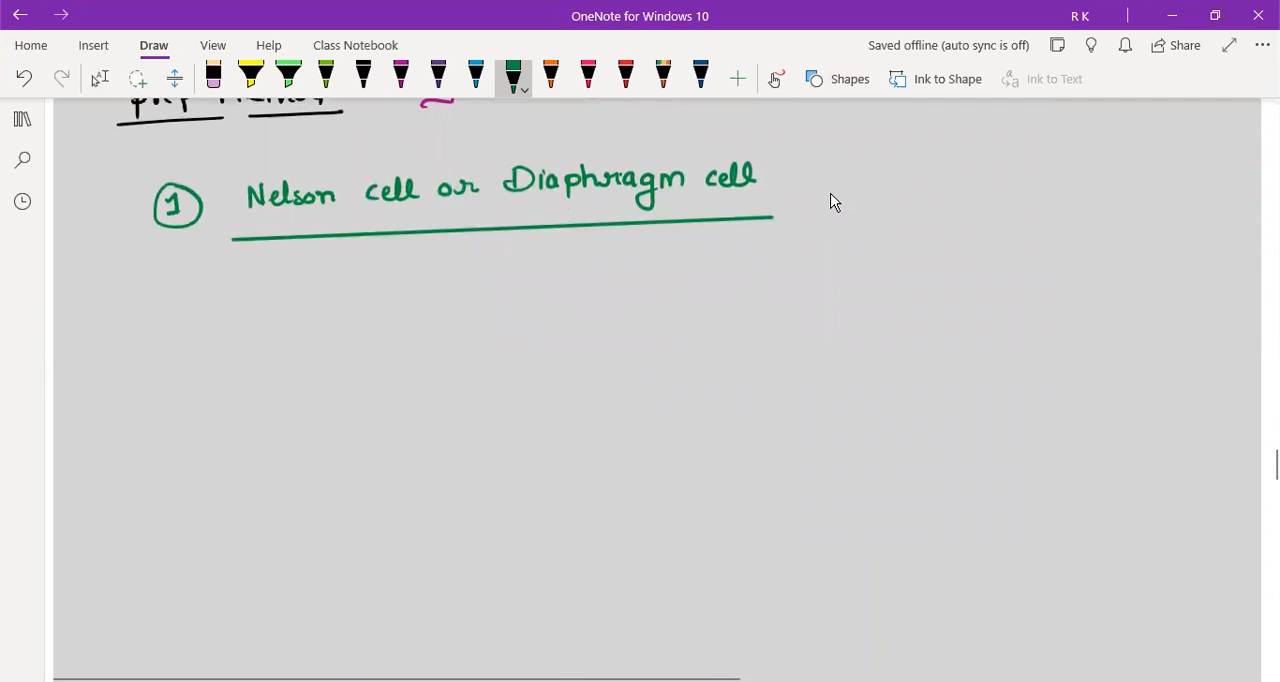 OneNote for Windows 10
R K
Home Insert Draw View Help Class Notebook
Saved offline (auto sync is off) Share
Shapes Ink to Shape Ink to Text
1 Nelson cell or Diaphragm cell